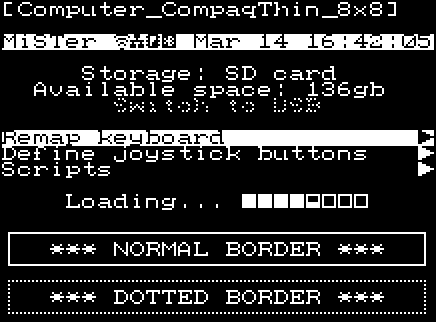 [Computer_CompaqThin_8x8]
MiSTer Mar 14 16:42:05
Storage: SD card
Available space: 136gb
Switch to USB
Remap keyboard
Define joystick buttons
Scripts
Loading...
*** NORMAL BORDER ***
*** DOTTED BORDER ***